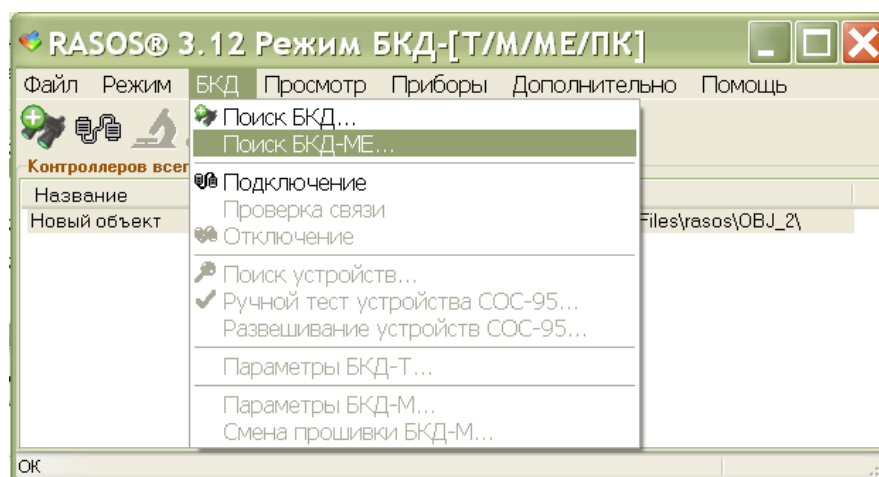 RASOS® 3.12 Режим БКД-[Т/М/МЕ/ПК]
Файл Режим БКД Просмотр Приборы Дополнительно Помощь
Поиск БКД...
Поиск БКД-МЕ...
Контроллеров
Подключение
Название
Проверка связи
Новый объект
Files\rasos\OBJ_2\
Отключение
Поиск устройств...
Ручной тест устройства СОС-95...
Развешивание устройств СОС-95...
Параметры БКД-Т...
Параметры БКД-М...
Смена прошивки БКД-М...
ОК